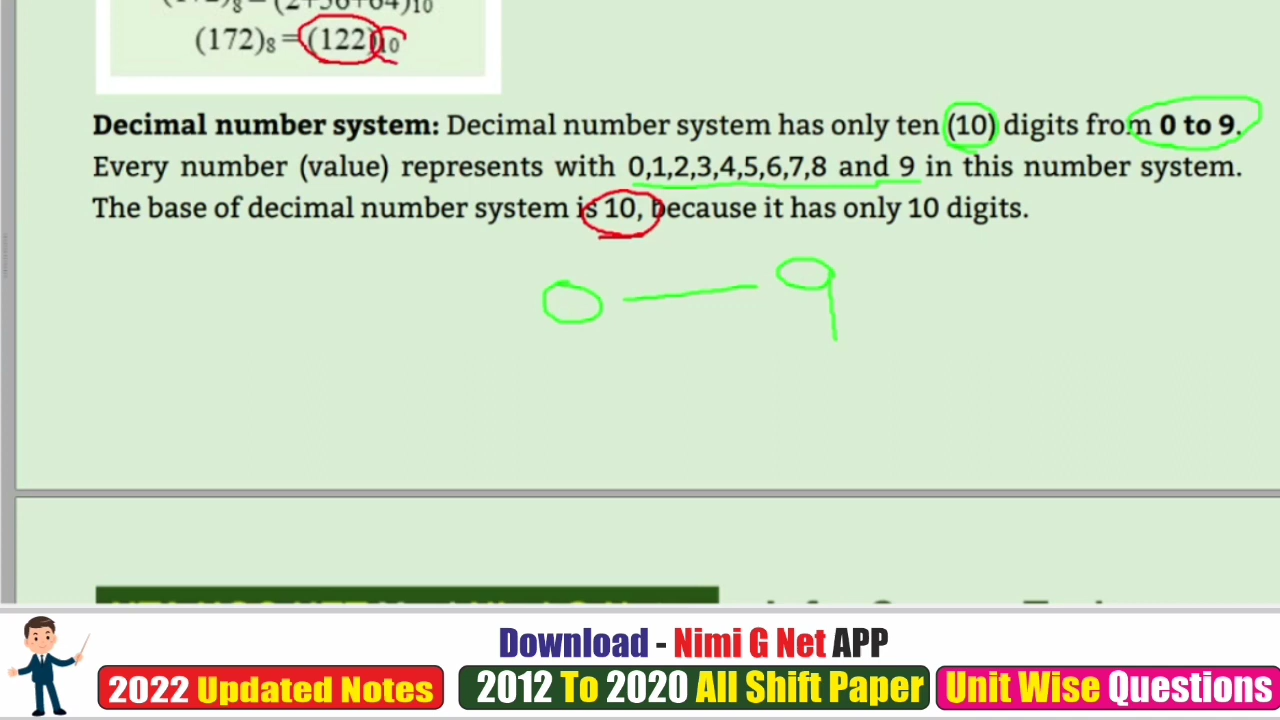 (172)₈ = (122)₁₀
Decimal number system: Decimal number system has only ten (10) digits from 0 to 9.
Every number (value) represents with 0,1,2,3,4,5,6,7,8 and 9 in this number system.
The base of decimal number system is 10, because it has only 10 digits.
0 — 9
Download - Nimi G Net APP
2022 Updated Notes
2012 To 2020 All Shift Paper
Unit Wise Questions